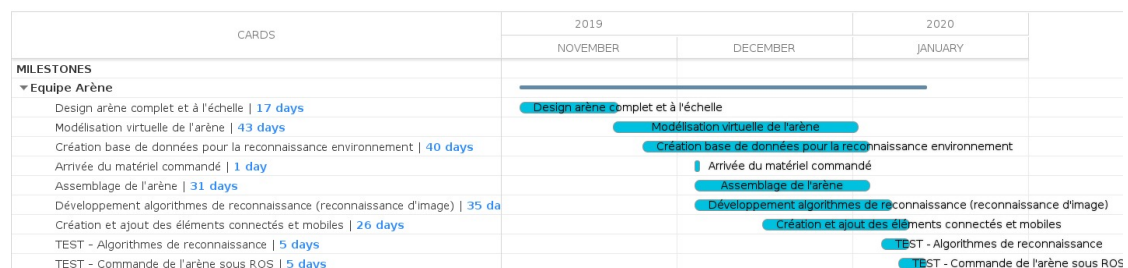 CARDS
2019
2020
NOVEMBER
DECEMBER
JANUARY
MILESTONES
Equipe Arène
Design arène complet et à l'échelle | 17 days
Design arène complet et à l'échelle
Modélisation virtuelle de l'arène | 43 days
Modélisation virtuelle de l'arène
Création base de données pour la reconnaissance environnement | 40 days
Création base de données pour la reconnaissance environnement
Arrivée du matériel commandé | 1 day
Arrivée du matériel commandé
Assemblage de l'arène | 31 days
Assemblage de l'arène
Développement algorithmes de reconnaissance (reconnaissance d'image) | 35 da
Développement algorithmes de reconnaissance (reconnaissance d'image)
Création et ajout des éléments connectés et mobiles | 26 days
Création et ajout des éléments connectés et mobiles
TEST - Algorithmes de reconnaissance | 5 days
TEST - Algorithmes de reconnaissance
TEST - Commande de l'arène sous ROS | 5 days
TEST - Commande de l'arène sous ROS